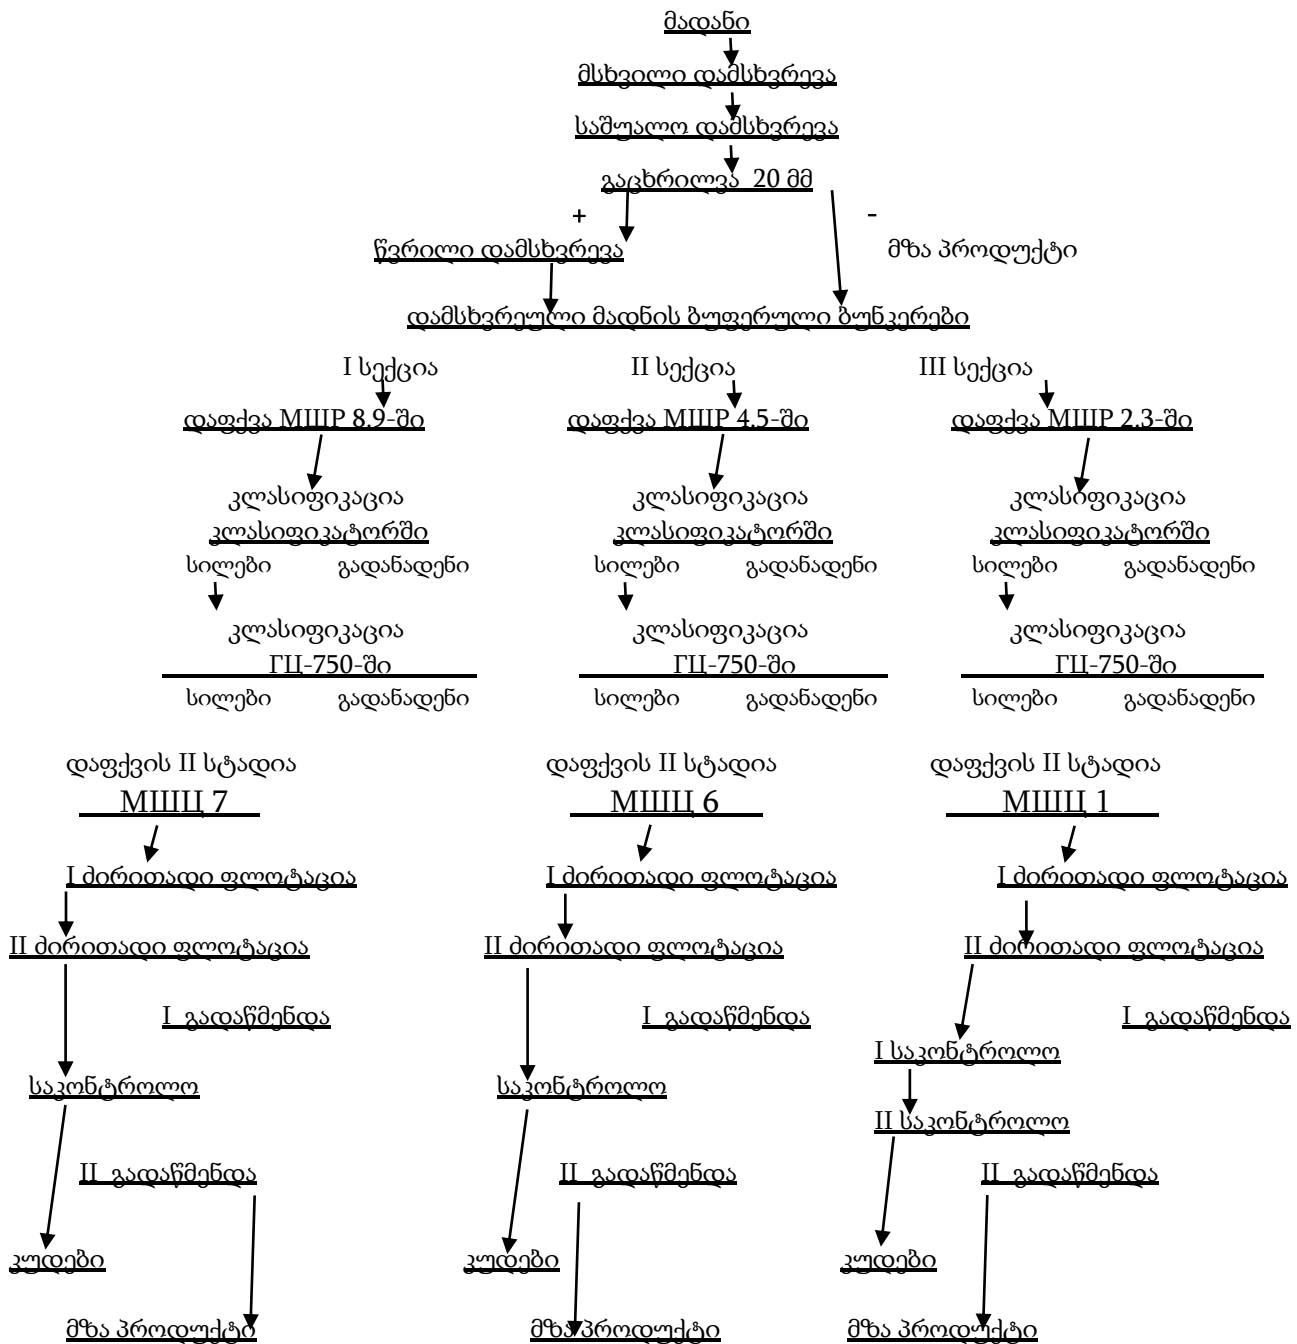 მადანი
მსხვილი დამსხვრევა
საშუალო დამსხვრევა
გაცხრილვა 20 მმ
+ -
წვრილი დამსხვრევა მზა პროდუქტი
დამსხვრეული მადნის ბუფერული ბუნკერები
I სექცია II სექცია III სექცია
დაფქვა МШР 8.9-ში დაფქვა МШР 4.5-ში დაფქვა МШР 2.3-ში
კლასიფიკაცია კლასიფიკაცია კლასიფიკაცია
კლასიფიკატორში კლასიფიკატორში კლასიფიკატორში
სილები გადანადენი სილები გადანადენი სილები გადანადენი
კლასიფიკაცია კლასიფიკაცია კლასიფიკაცია
ГЦ-750-ში ГЦ-750-ში ГЦ-750-ში
სილები გადანადენი სილები გადანადენი სილები გადანადენი
დაფქვის II სტადია დაფქვის II სტადია დაფქვის II სტადია
МШЦ 7 МШЦ 6 МШЦ 1
I ძირითადი ფლოტაცია I ძირითადი ფლოტაცია I ძირითადი ფლოტაცია
II ძირითადი ფლოტაცია II ძირითადი ფლოტაცია II ძირითადი ფლოტაცია
I გადაწმენდა I გადაწმენდა I გადაწმენდა
I საკონტროლო
საკონტროლო საკონტროლო
II საკონტროლო
II გადაწმენდა II გადაწმენდა II გადაწმენდა
კუდები კუდები კუდები
მზა პროდუქტი მზა პროდუქტი მზა პროდუქტი